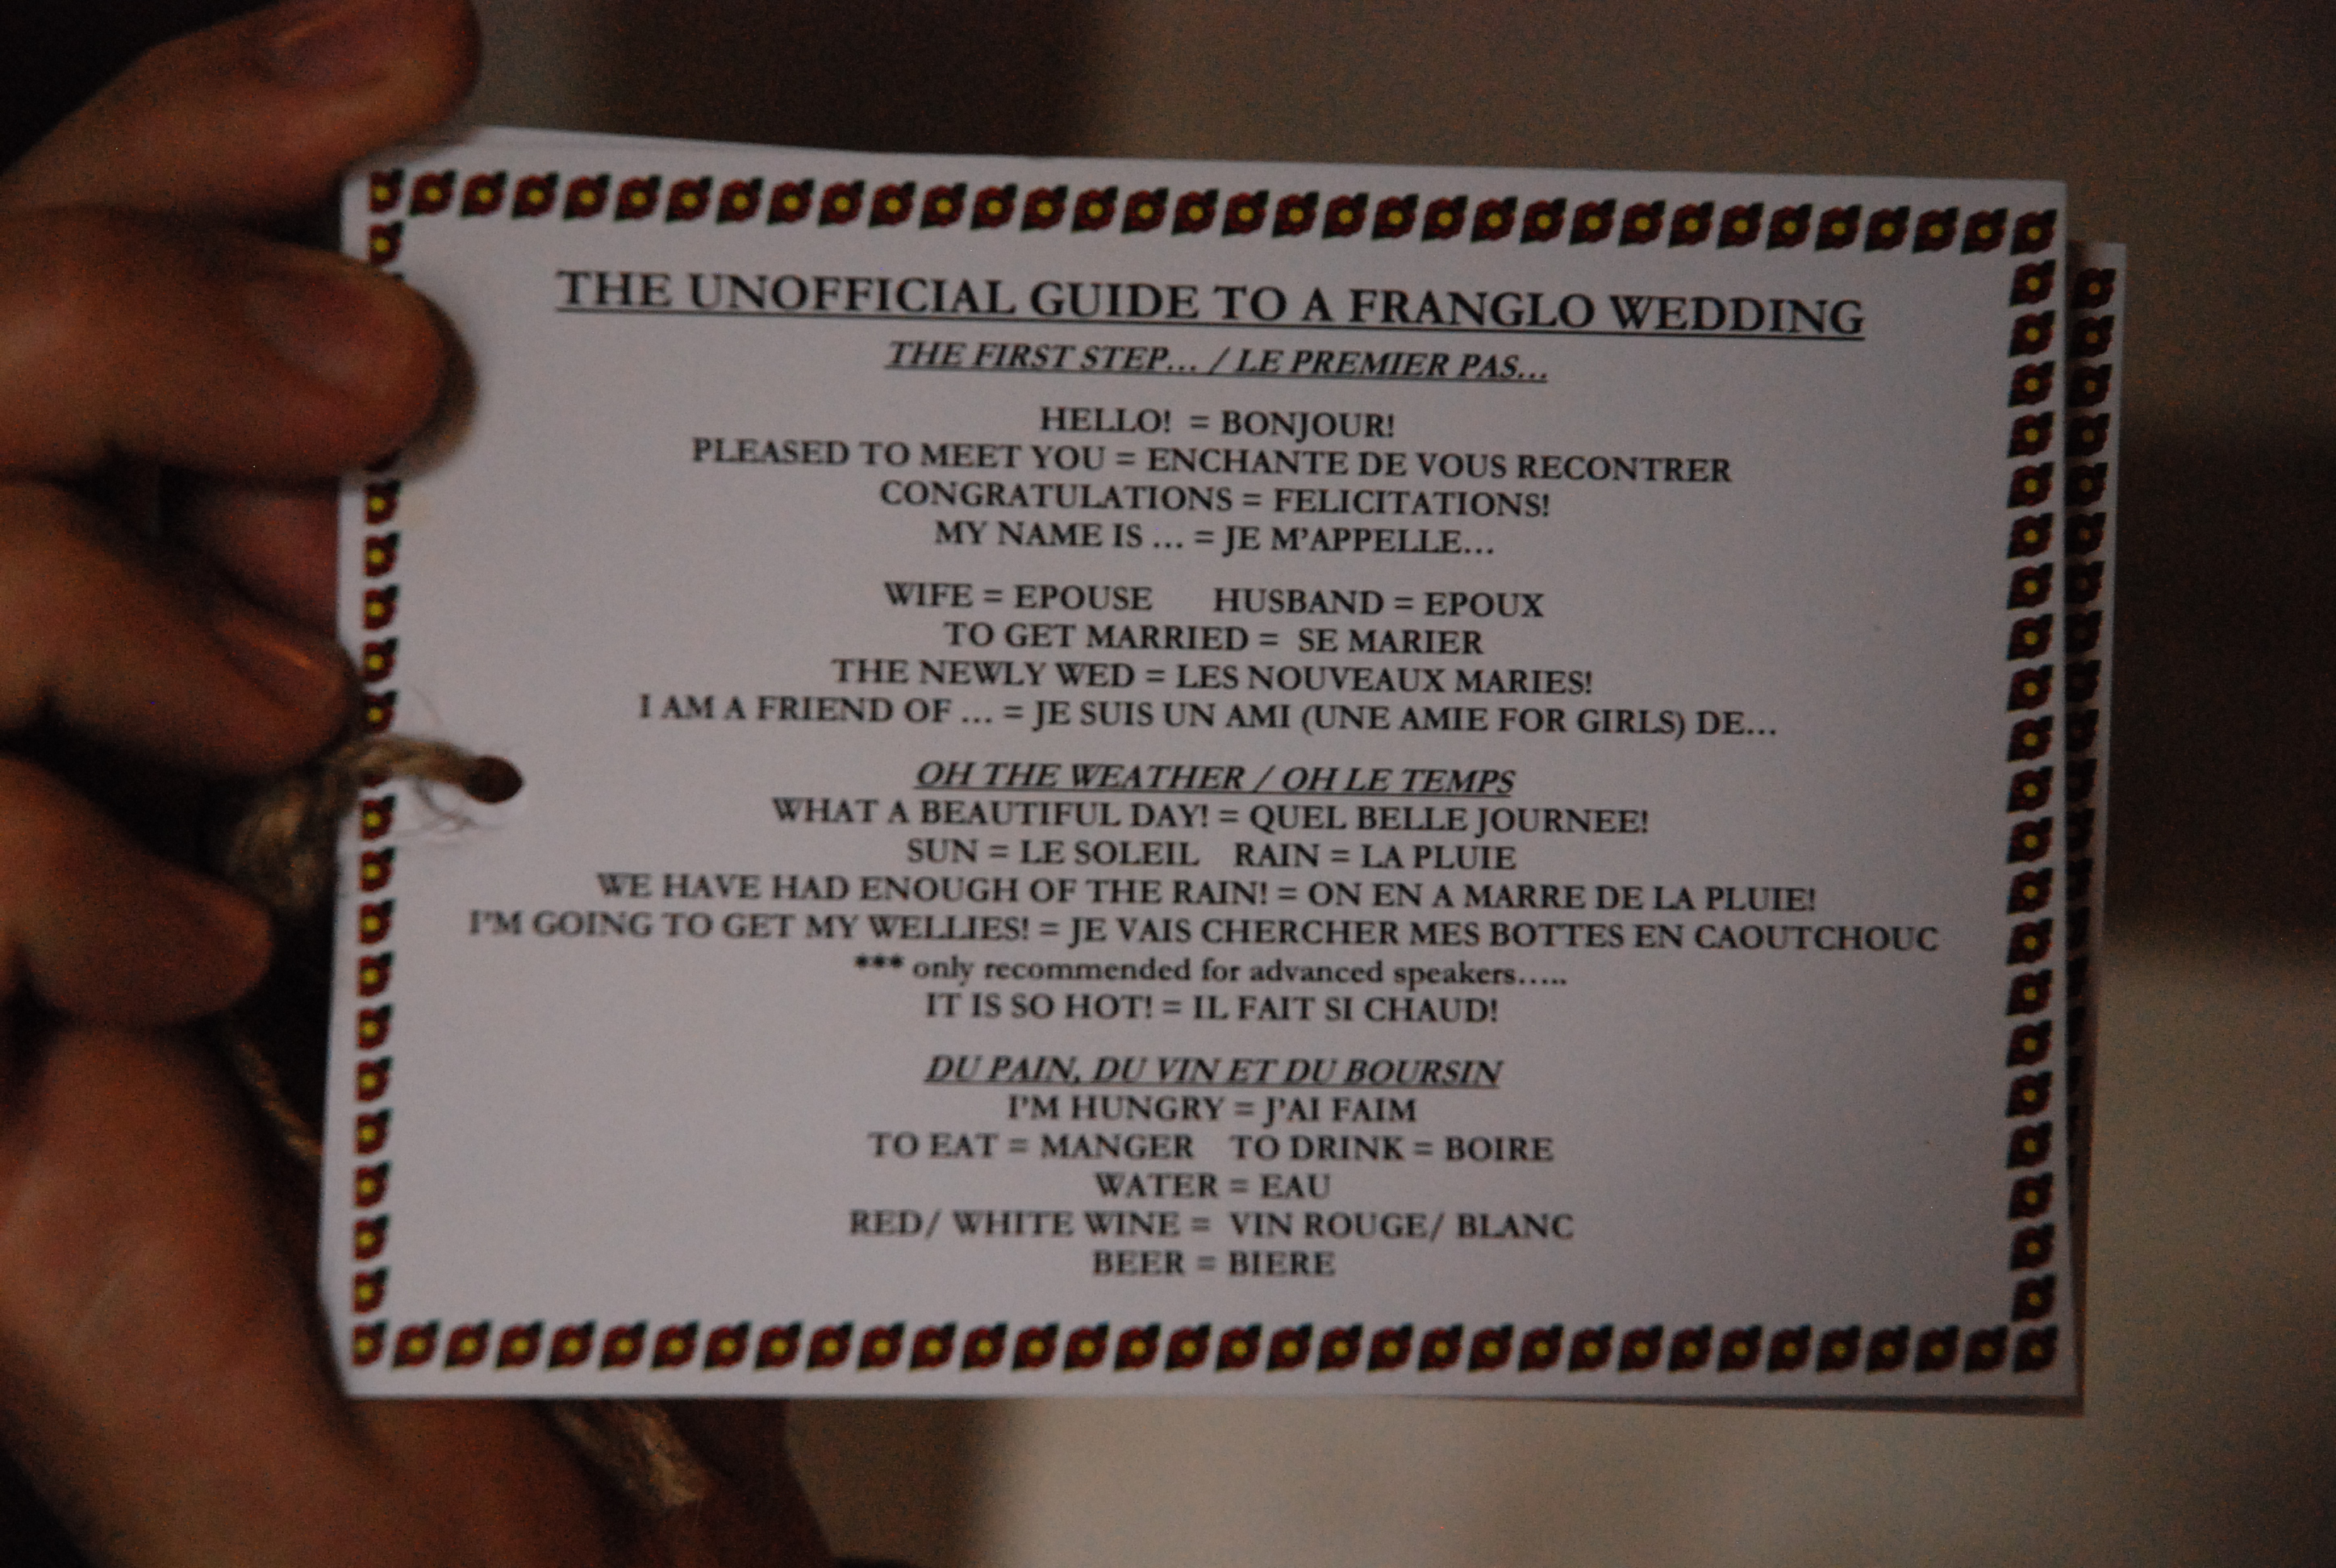 THE UNOFFICIAL GUIDE TO A FRANGLO WEDDING
THE FIRST STEP... / LE PREMIER PAS...
HELLO! = BONJOUR!
PLEASED TO MEET YOU = ENCHANTE DE VOUS RECONTRER
CONGRATULATIONS = FELICITATIONS!
MY NAME IS ... = JE M'APPELLE...
WIFE = EPOUSE HUSBAND = EPOUX
TO GET MARRIED = SE MARIER
THE NEWLY WED = LES NOUVEAUX MARIES!
I AM A FRIEND OF ... = JE SUIS UN AMI (UNE AMIE FOR GIRLS) DE...
OH THE WEATHER / OH LE TEMPS
WHAT A BEAUTIFUL DAY! = QUEL BELLE JOURNEE!
SUN = LE SOLEIL RAIN = LA PLUIE
WE HAVE HAD ENOUGH OF THE RAIN! = ON EN A MARRE DE LA PLUIE!
I'M GOING TO GET MY WELLIES! = JE VAIS CHERCHER MES BOTTES EN CAOUTCHOUC
*** only recommended for advanced speakers.....
IT IS SO HOT! = IL FAIT SI CHAUD!
DU PAIN, DU VIN ET DU BOURSIN
I'M HUNGRY = J'AI FAIM
TO EAT = MANGER TO DRINK = BOIRE
WATER = EAU
RED/ WHITE WINE = VIN ROUGE/ BLANC
BEER = BIERE